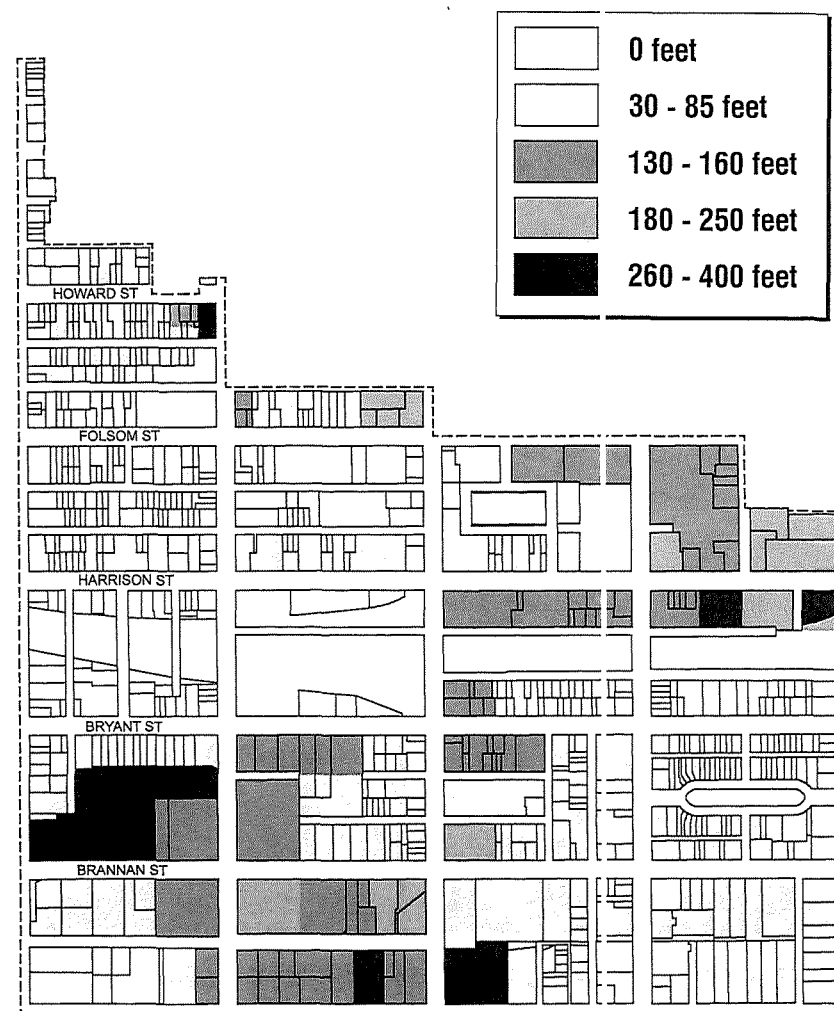 0 feet
30 - 85 feet
130 - 160 feet
180 - 250 feet
260 - 400 feet
HOWARD ST
FOLSOM ST
HARRISON ST
BRYANT ST
BRANNAN ST